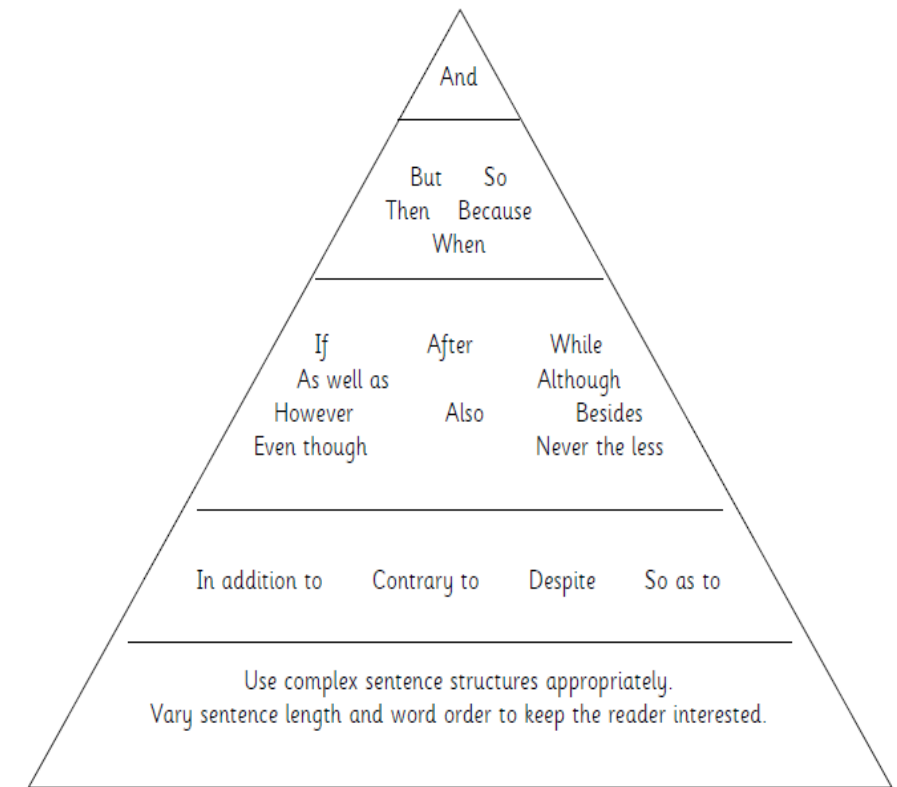 And
But So
Then Because
When
If After While
As well as Although
However Also Besides
Even though Never the less
In addition to Contrary to Despite So as to
Use complex sentence structures appropriately.
Vary sentence length and word order to keep the reader interested.